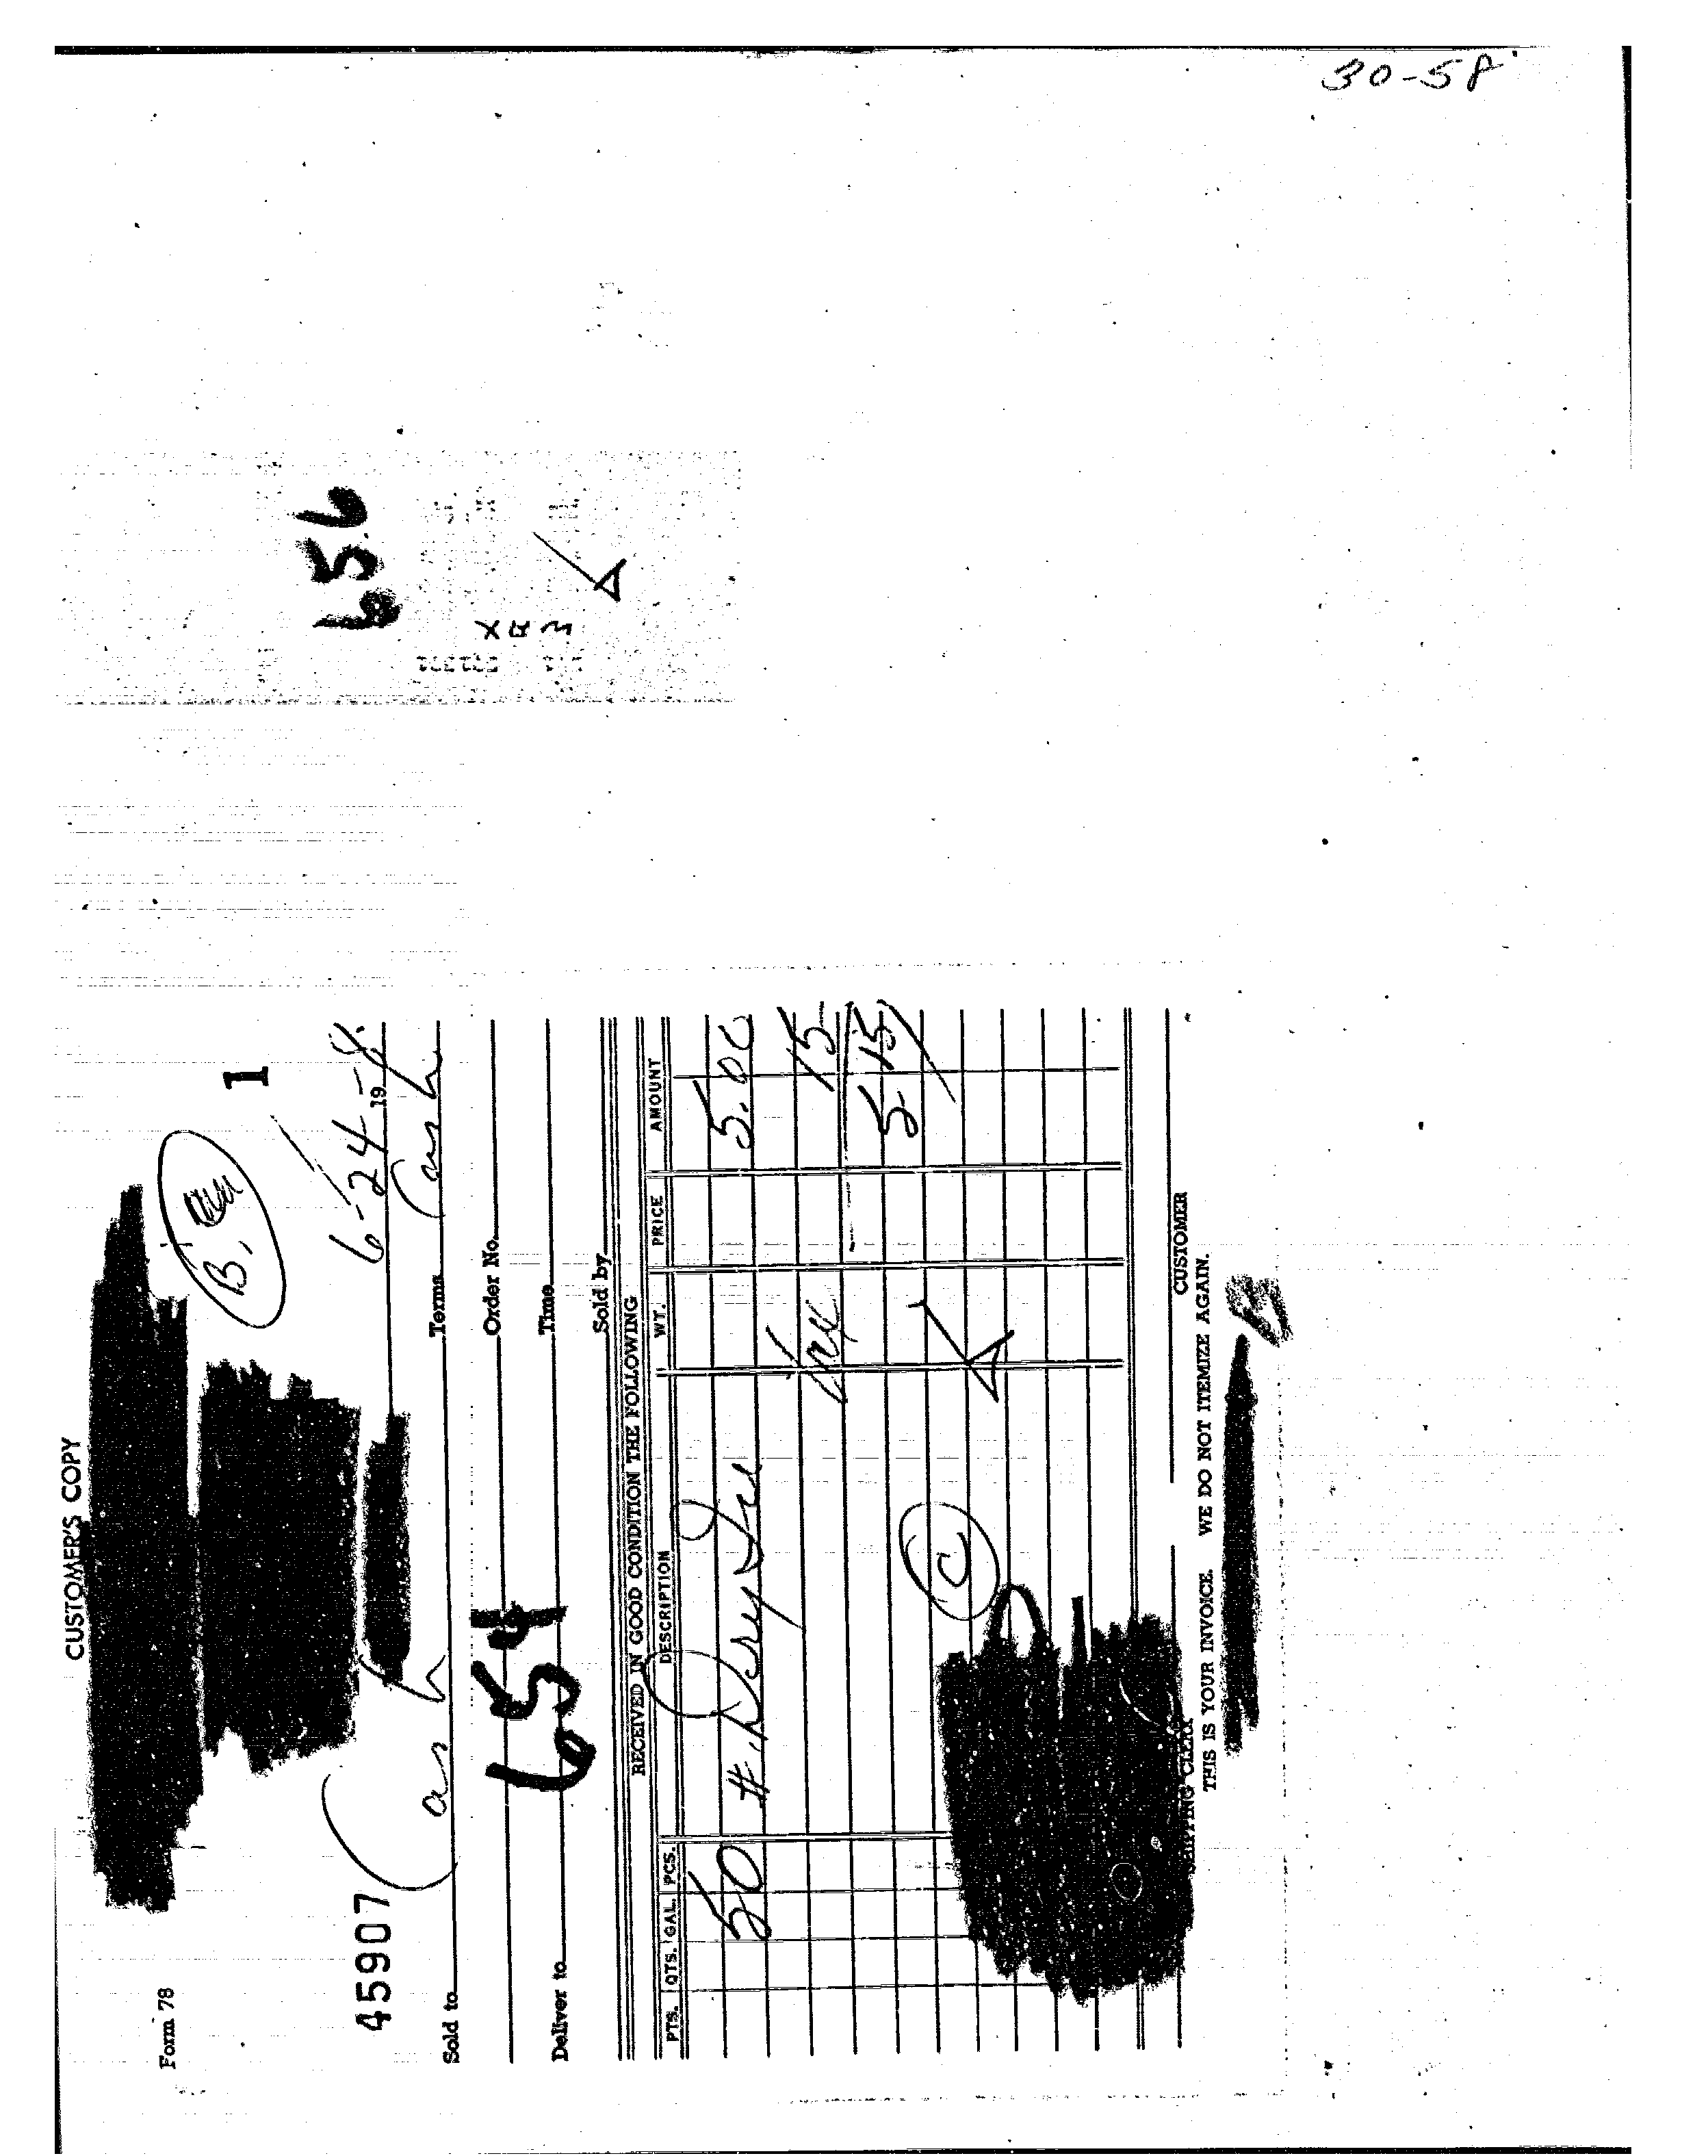 30-58
656
WAX
CUSTOMER'S COPY
Form 78
B,
1
45907
6-24-
19
Sold to Cash Terms Cash
Order No.
654
Deliver to Time
Sold by
RECEIVED IN GOOD CONDITION THE FOLLOWING
PTS. QTS. GAL. PCS. DESCRIPTION WT. PRICE AMOUNT
50 # Dry Ice 5.00
Tax 15
5.15
C
SHIPPING CLERK CUSTOMER
THIS IS YOUR INVOICE. WE DO NOT ITEMIZE AGAIN.